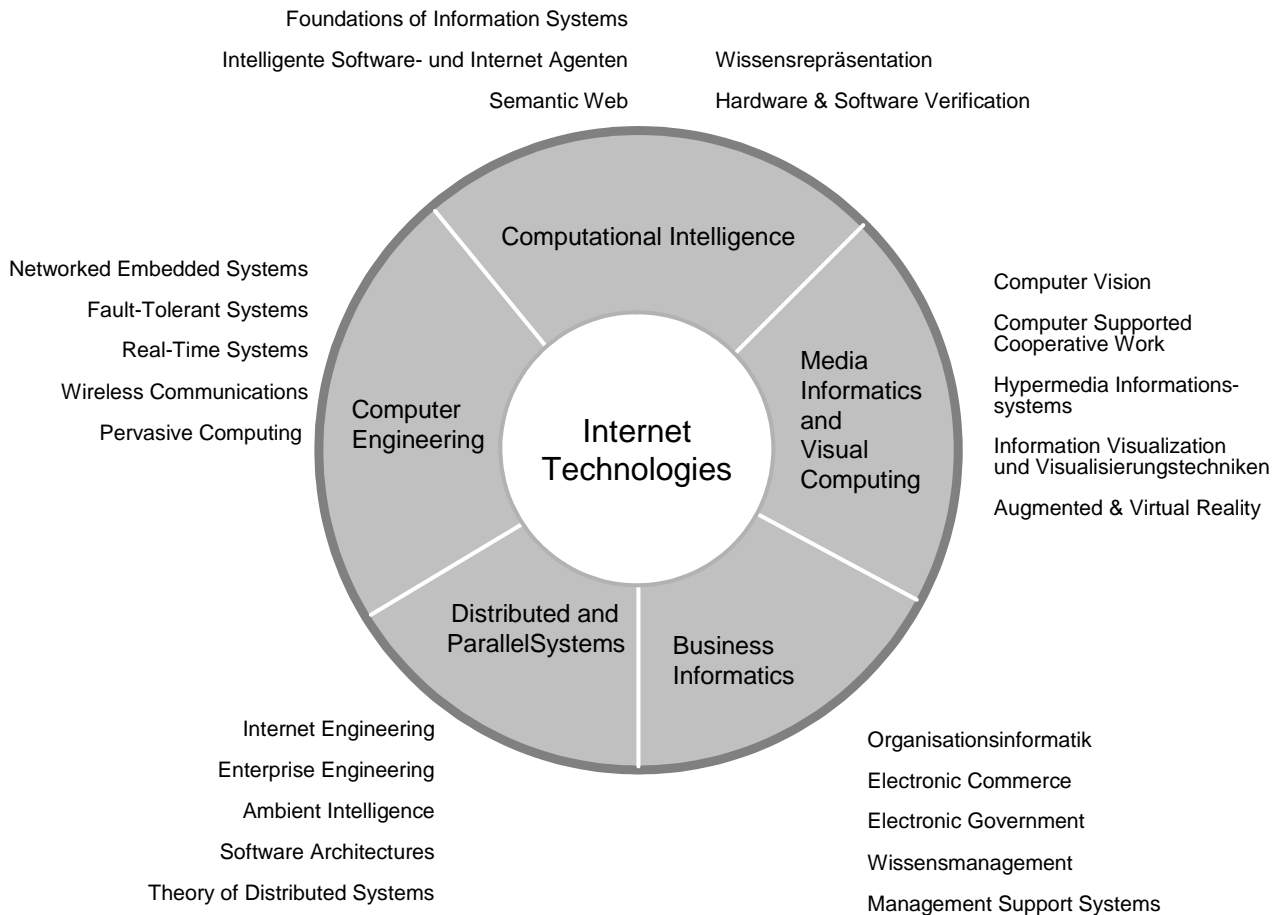 Foundations of Information Systems
Intelligente Software- und Internet Agenten
Semantic Web
Wissensrepräsentation
Hardware & Software Verification
Computational Intelligence
Networked Embedded Systems
Fault-Tolerant Systems
Real-Time Systems
Wireless Communications
Pervasive Computing
Computer
Engineering
Internet
Technologies
Media
Informatics
and
Visual
Computing
Computer Vision
Computer Supported
Cooperative Work
Hypermedia Informations-
systems
Information Visualization
und Visualisierungstechniken
Augmented & Virtual Reality
Distributed and
ParallelSystems
Business
Informatics
Internet Engineering
Enterprise Engineering
Ambient Intelligence
Software Architectures
Theory of Distributed Systems
Organisationsinformatik
Electronic Commerce
Electronic Government
Wissensmanagement
Management Support Systems